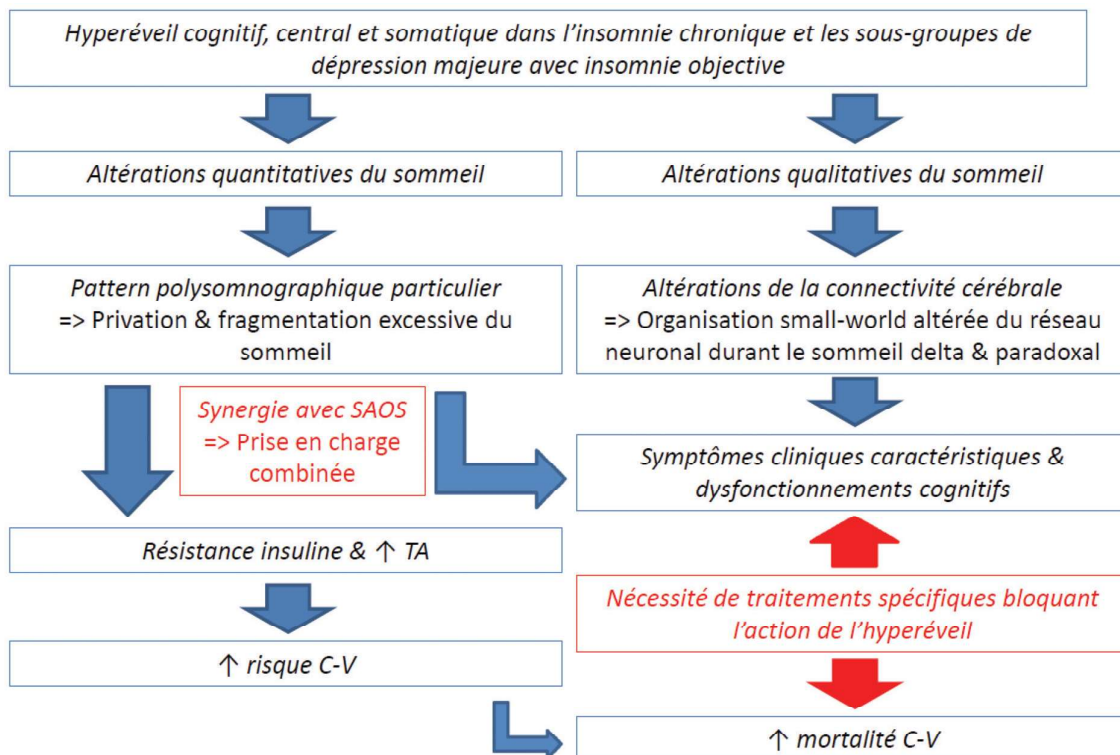 Hyperéveil cognitif, central et somatique dans l’insomnie chronique et les sous-groupes de
dépression majeure avec insomnie objective
Altérations quantitatives du sommeil
Altérations qualitatives du sommeil
Pattern polysomnographique particulier
=> Privation & fragmentation excessive du
sommeil
Altérations de la connectivité cérébrale
=> Organisation small-world altérée du réseau
neuronal durant le sommeil delta & paradoxal
Synergie avec SAOS
=> Prise en charge
combinée
Symptômes cliniques caractéristiques &
dysfonctionnements cognitifs
Résistance insuline & ↑ TA
Nécessité de traitements spécifiques bloquant
l’action de l’hyperéveil
↑ risque C-V
↑ mortalité C-V